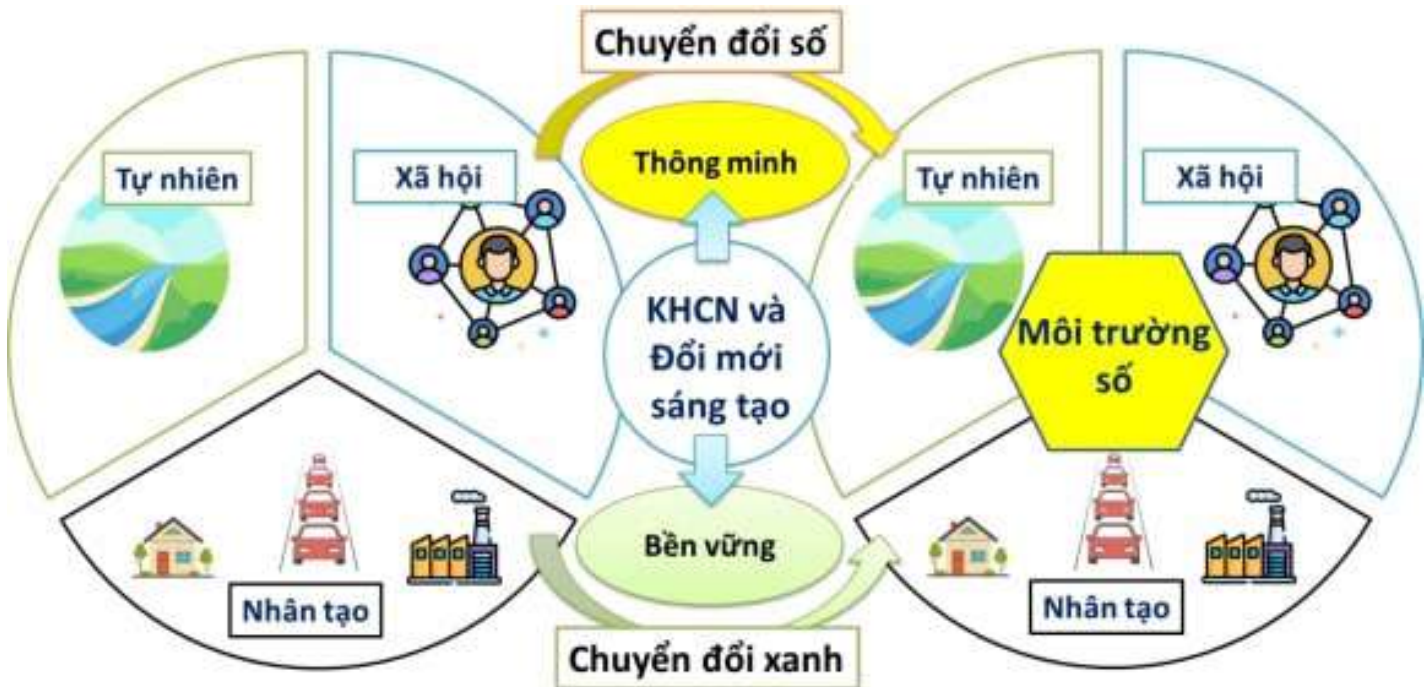 Chuyển đổi số
Thông minh
Tự nhiên
Xã hội
Tự nhiên
Xã hội
KHCN và
Đổi mới
sáng tạo
Môi trường
số
Bền vững
Nhân tạo
Nhân tạo
Chuyển đổi xanh